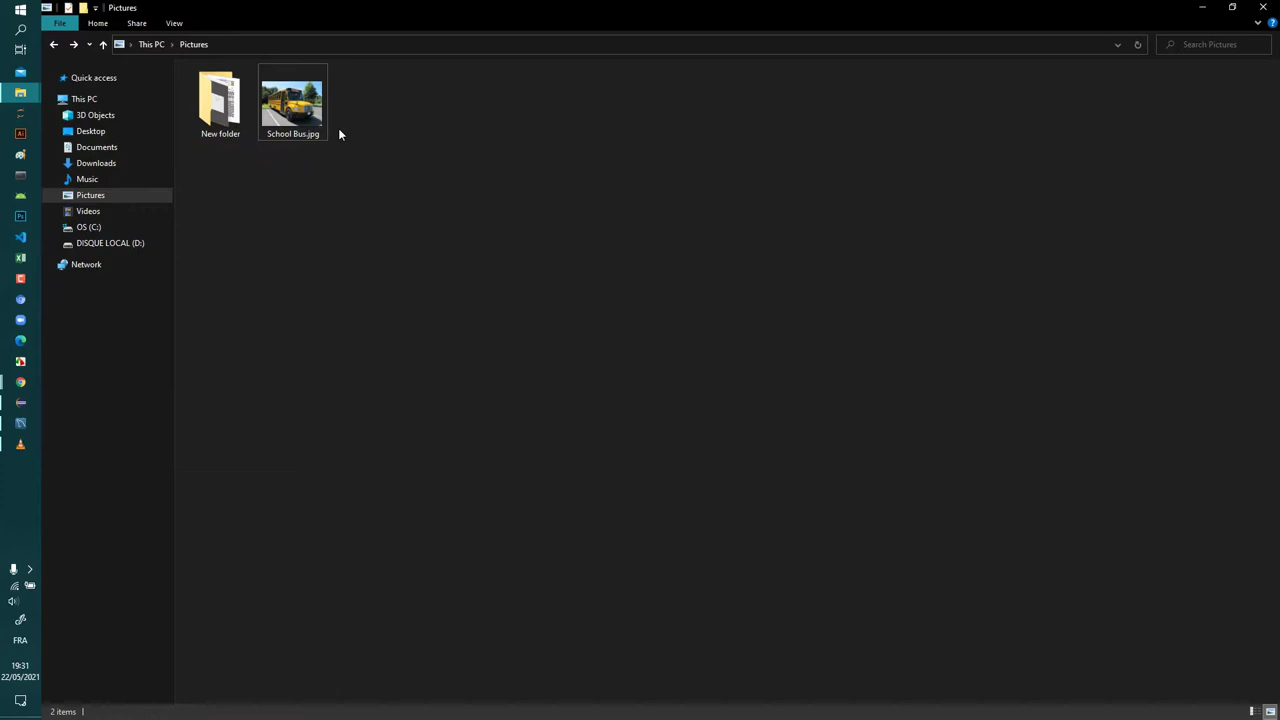 Pictures
File Home Share View
This PC Pictures
Search Pictures
Quick access
This PC
3D Objects
Desktop
Documents
Downloads
Music
Pictures
Videos
OS (C:)
DISQUE LOCAL (D:)
Network
New folder
School Bus.jpg
FRA
19:31
22/05/2021
2 items